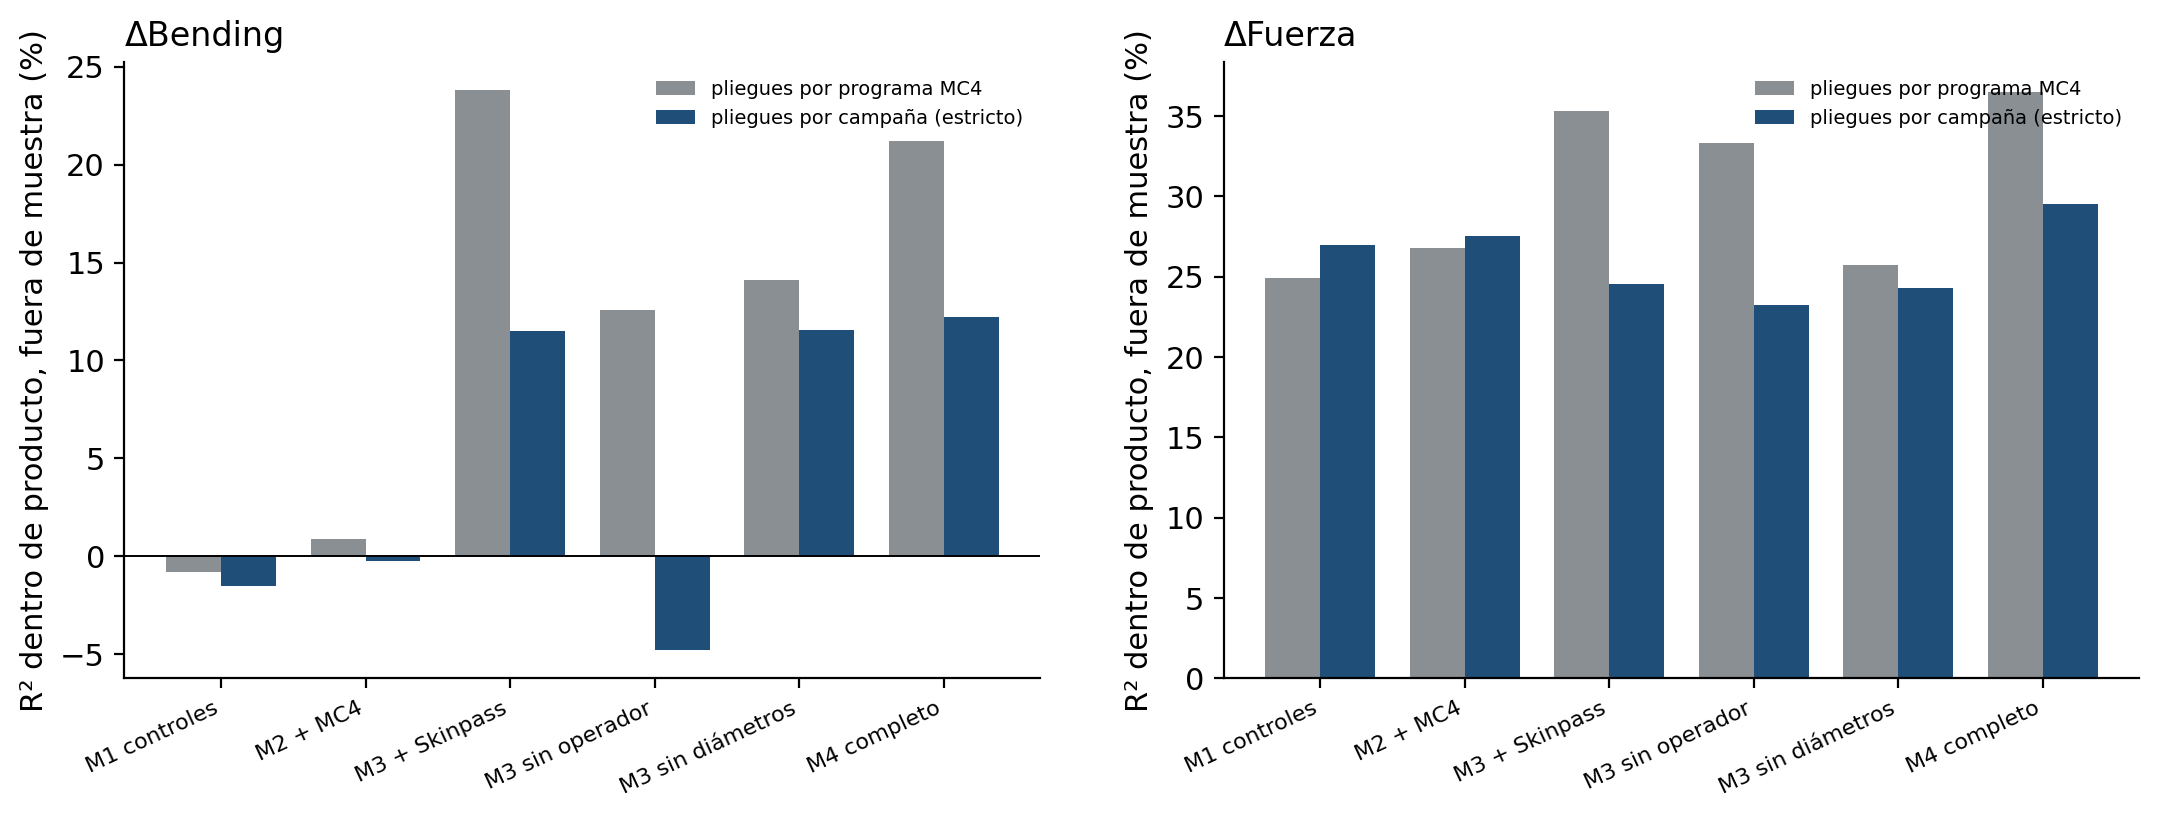 ΔBending
R² dentro de producto, fuera de muestra (%)
25
20
15
10
5
0
−5
pliegues por programa MC4
pliegues por campaña (estricto)
M1 controles
M2 + MC4
M3 + Skinpass
M3 sin operador
M3 sin diámetros
M4 completo
ΔFuerza
R² dentro de producto, fuera de muestra (%)
35
30
25
20
15
10
5
0
pliegues por programa MC4
pliegues por campaña (estricto)
M1 controles
M2 + MC4
M3 + Skinpass
M3 sin operador
M3 sin diámetros
M4 completo